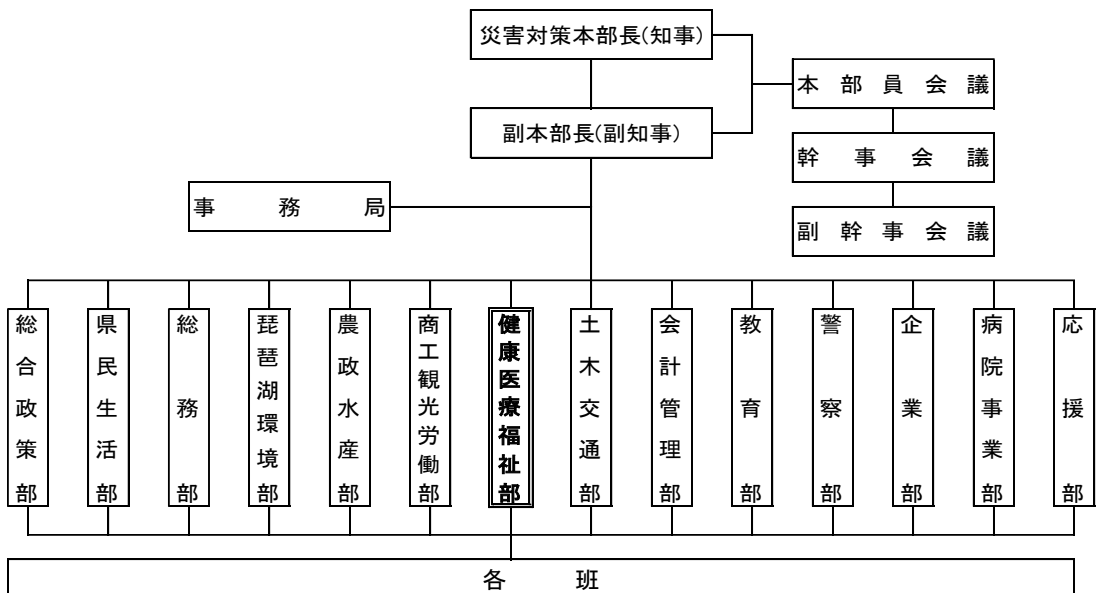 災害対策本部長(知事)
本部員会議
副本部長(副知事)
幹事会議
事務局
副幹事会議
総合政策部
県民生活部
総務部
琵琶湖環境部
農政水産部
商工観光労働部
健康医療福祉部
土木交通部
会計管理部
教育部
警察部
企業部
病院事業部
応援部
各班